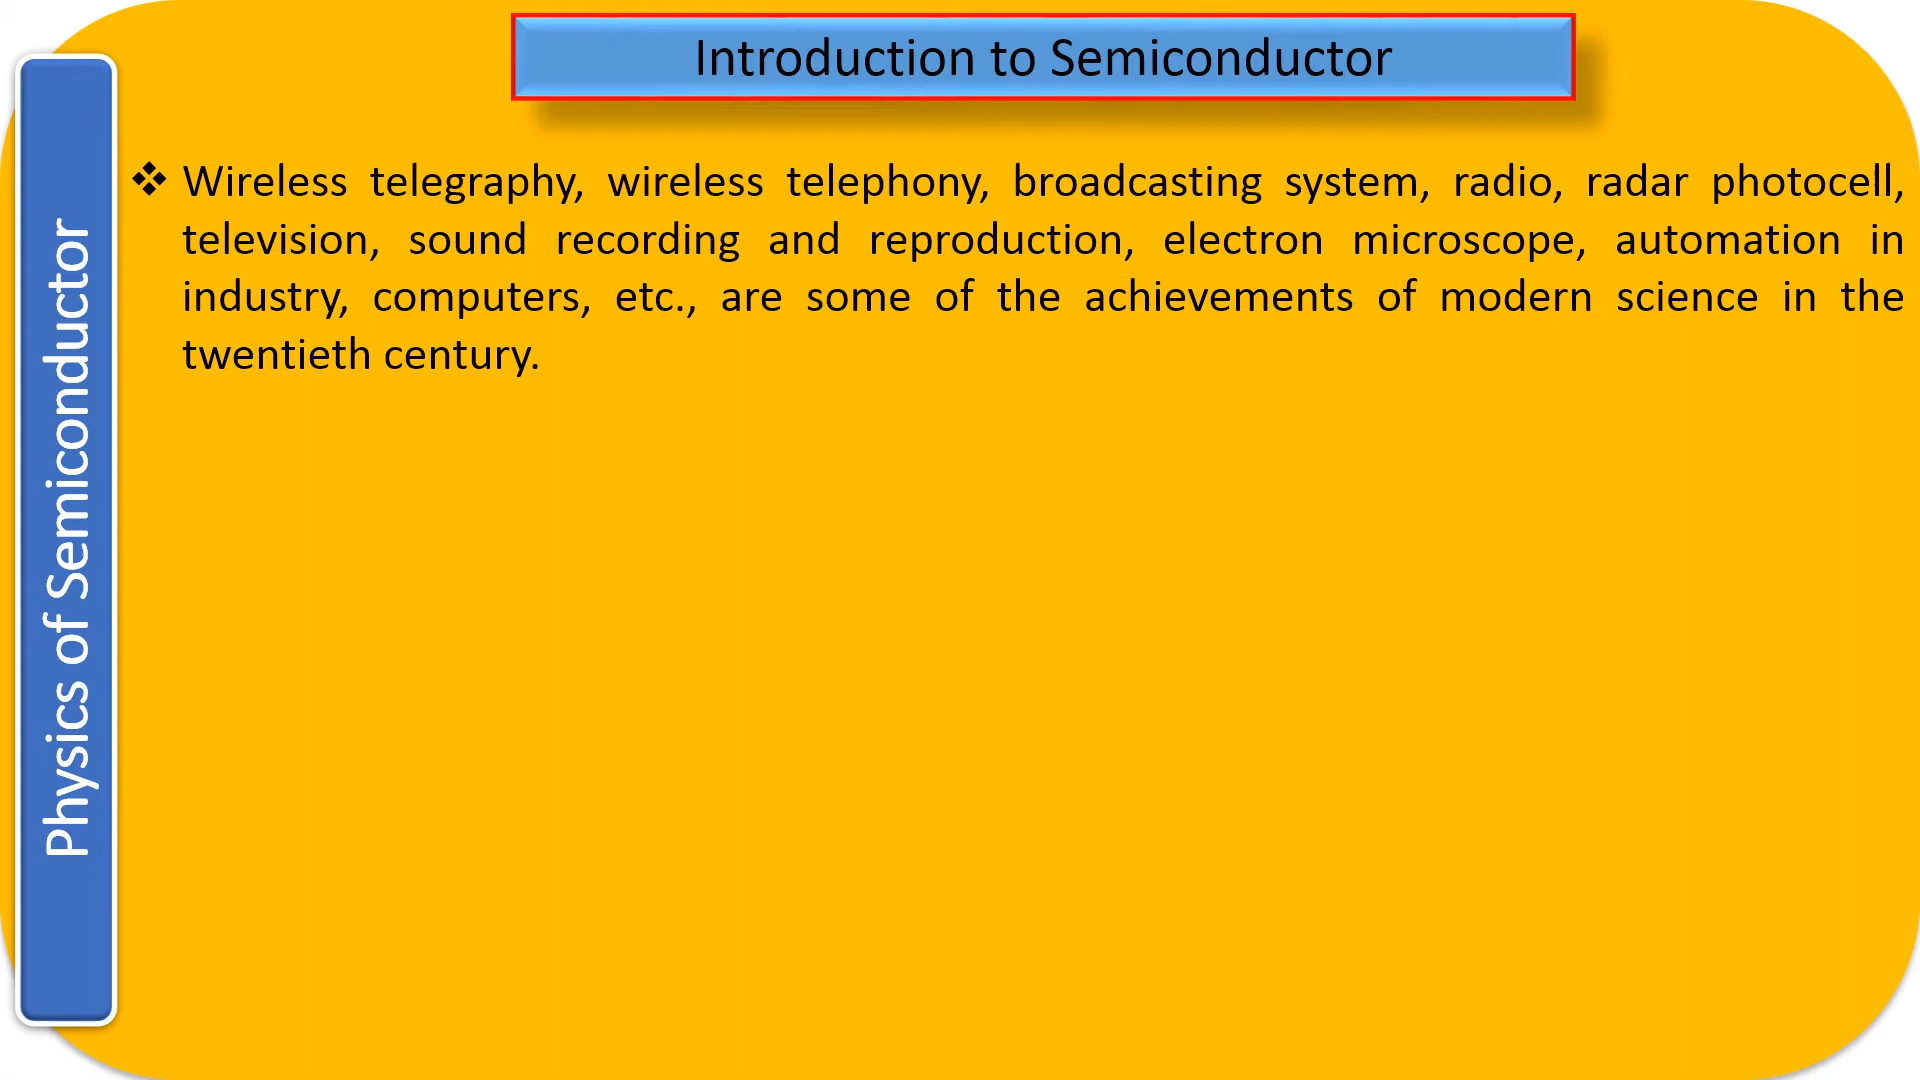 Introduction to Semiconductor
Physics of Semiconductor
❖ Wireless telegraphy, wireless telephony, broadcasting system, radio, radar photocell,
television, sound recording and reproduction, electron microscope, automation in
industry, computers, etc., are some of the achievements of modern science in the
twentieth century.